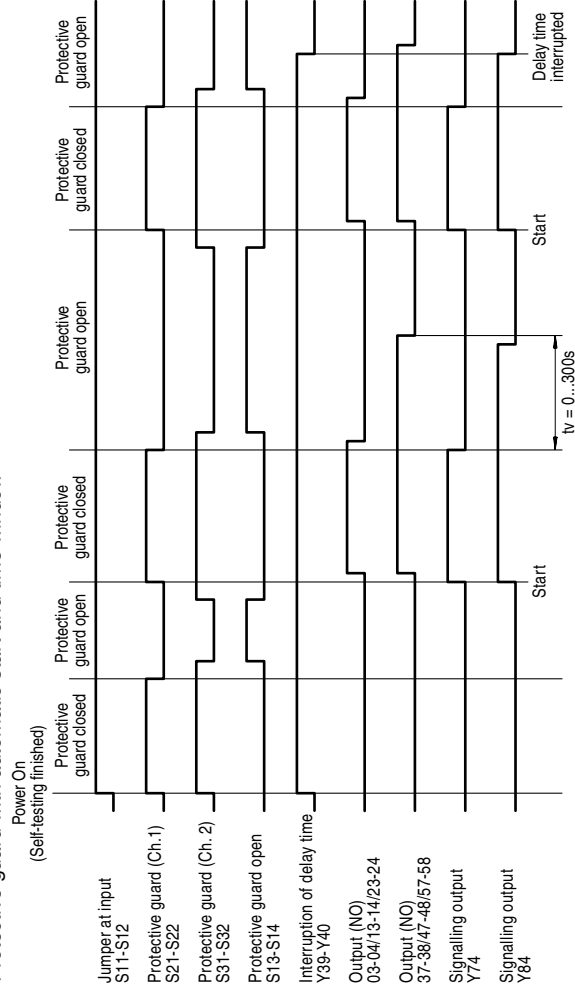 Protective guard with automatic start and time window
Power On
(Self-testing finished)
Protective
guard closed
Protective
guard open
Protective
guard closed
Protective
guard open
Protective
guard closed
Protective
guard open
Jumper at input
S11-S12
Protective guard (Ch.1)
S21-S22
Protective guard (Ch. 2)
S31-S32
Protective guard open
S13-S14
Interruption of delay time
Y39-Y40
Output (NO)
03-04/13-14/23-24
Output (NO)
37-38/47-48/57-58
Signalling output
Y74
Signalling output
Y84
Start
tv = 0...300s
Start
Delay time
interrupted